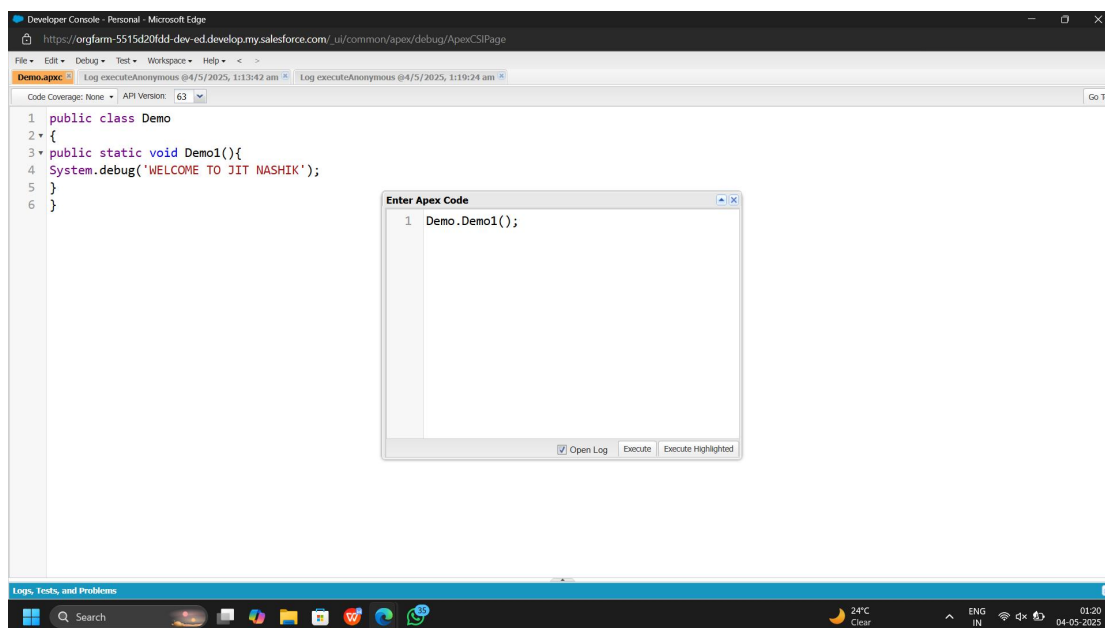 Developer Console - Personal - Microsoft Edge
https://orgfarm-5515d20fdd-dev-ed.develop.my.salesforce.com/_ui/common/apex/debug/ApexCSIPage
File Edit Debug Test Workspace Help < >
Demo.apxc Log executeAnonymous @4/5/2025, 1:13:42 am Log executeAnonymous @4/5/2025, 1:19:24 am
Code Coverage: None API Version: 63 Go T
1 public class Demo
2 {
3 public static void Demo1(){
4 System.debug('WELCOME TO JIT NASHIK');
5 }
6 }
Enter Apex Code
1 Demo.Demo1();
Open Log Execute Execute Highlighted
Logs, Tests, and Problems
Search
35
24°C
Clear
ENG
IN
01:20
04-05-2025